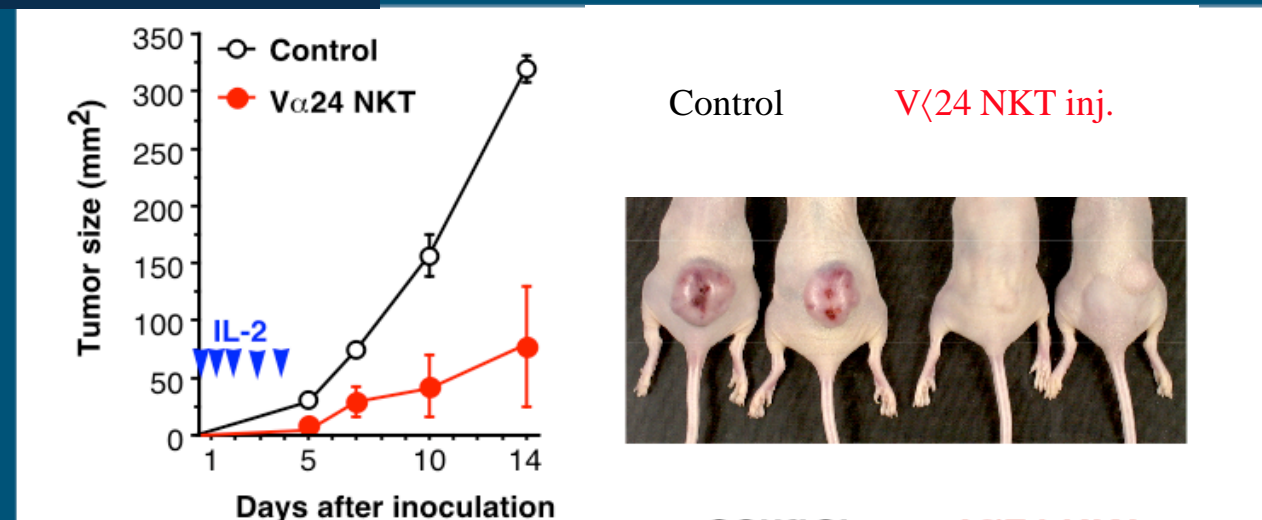 350
300
250
200
150
100
50
0
Tumor size (mm²)
Control
Vα24 NKT
IL-2
1 5 10 14
Days after inoculation
Control V⟨24 NKT inj.